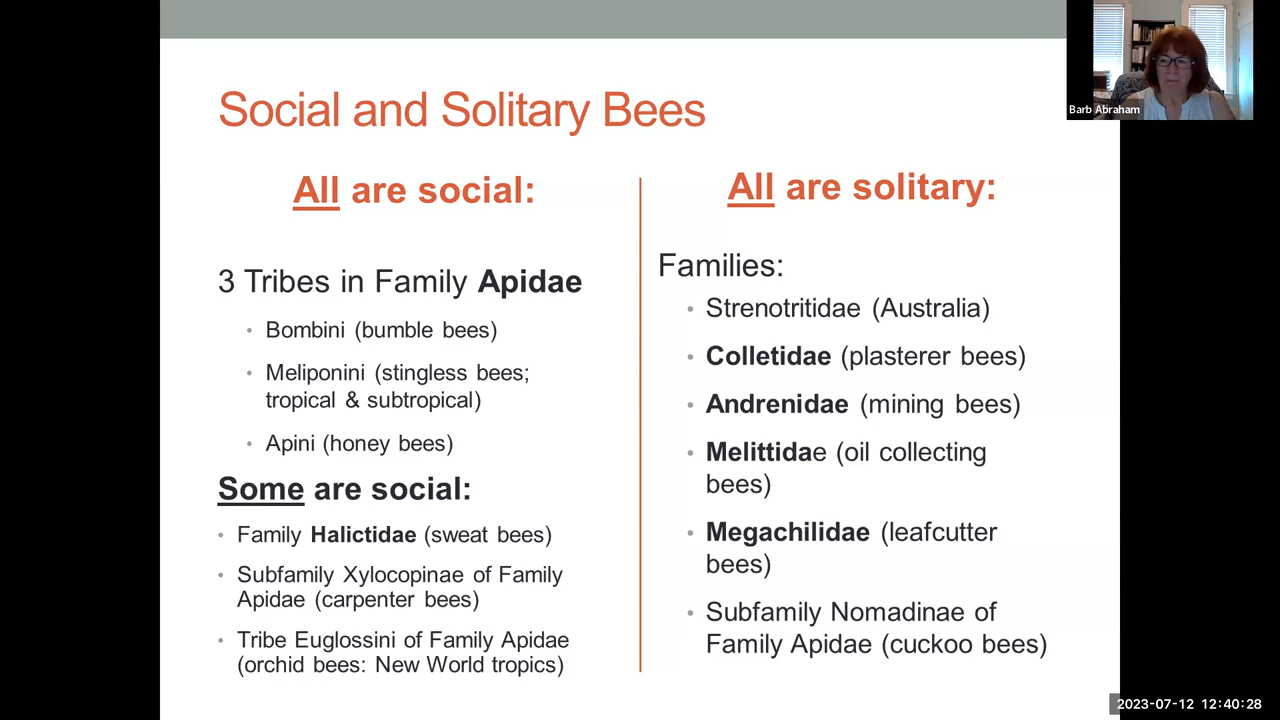 Social and Solitary Bees
All are social:
3 Tribes in Family Apidae
• Bombini (bumble bees)
• Meliponini (stingless bees;
tropical & subtropical)
• Apini (honey bees)
Some are social:
• Family Halictidae (sweat bees)
• Subfamily Xylocopinae of Family
Apidae (carpenter bees)
• Tribe Euglossini of Family Apidae
(orchid bees: New World tropics)
All are solitary:
Families:
• Strenotritidae (Australia)
• Colletidae (plasterer bees)
• Andrenidae (mining bees)
• Melittidae (oil collecting
bees)
• Megachilidae (leafcutter
bees)
• Subfamily Nomadinae of
Family Apidae (cuckoo bees)
Barb Abraham
2023-07-12 12:40:28